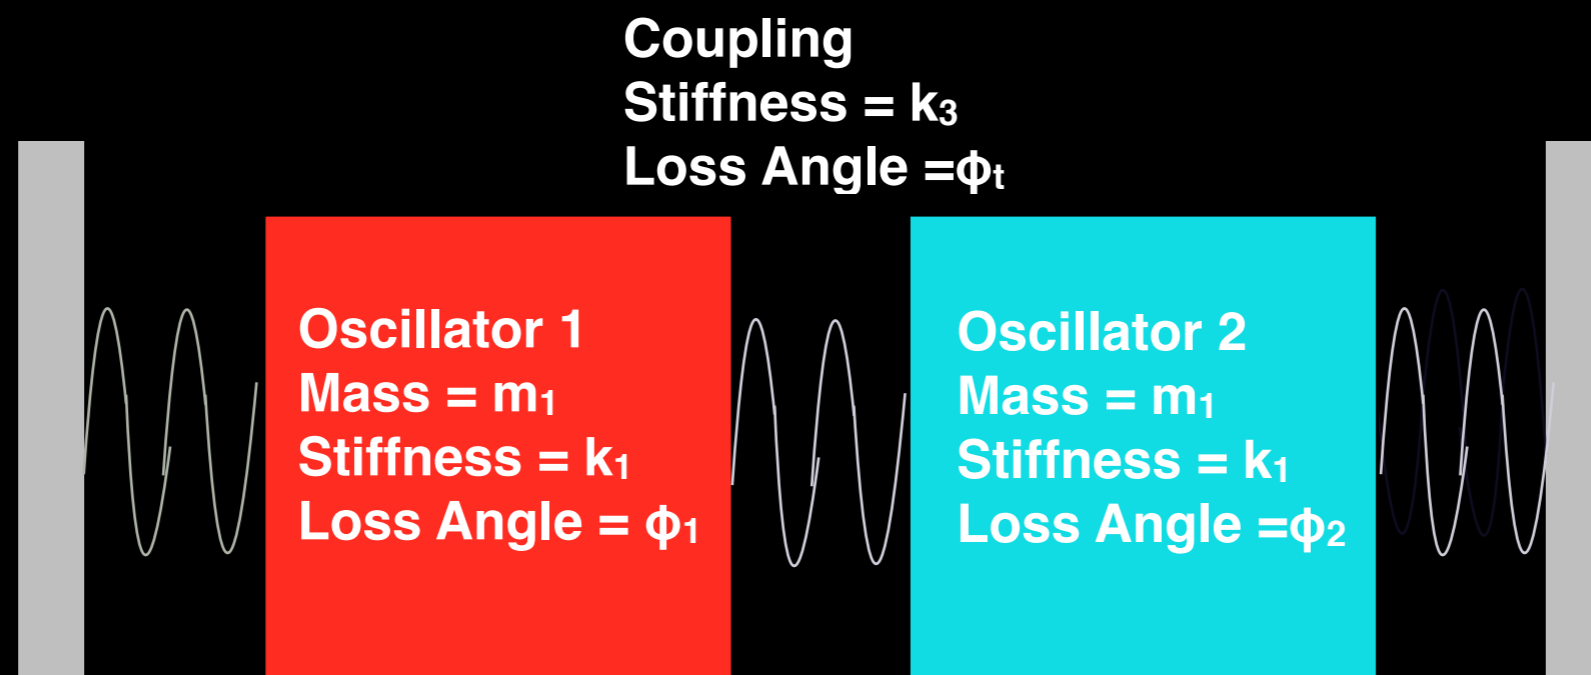 Coupling
Stiffness = k₃
Loss Angle =ϕₜ
Oscillator 1
Mass = m₁
Stiffness = k₁
Loss Angle = ϕ₁
Oscillator 2
Mass = m₁
Stiffness = k₁
Loss Angle =ϕ₂